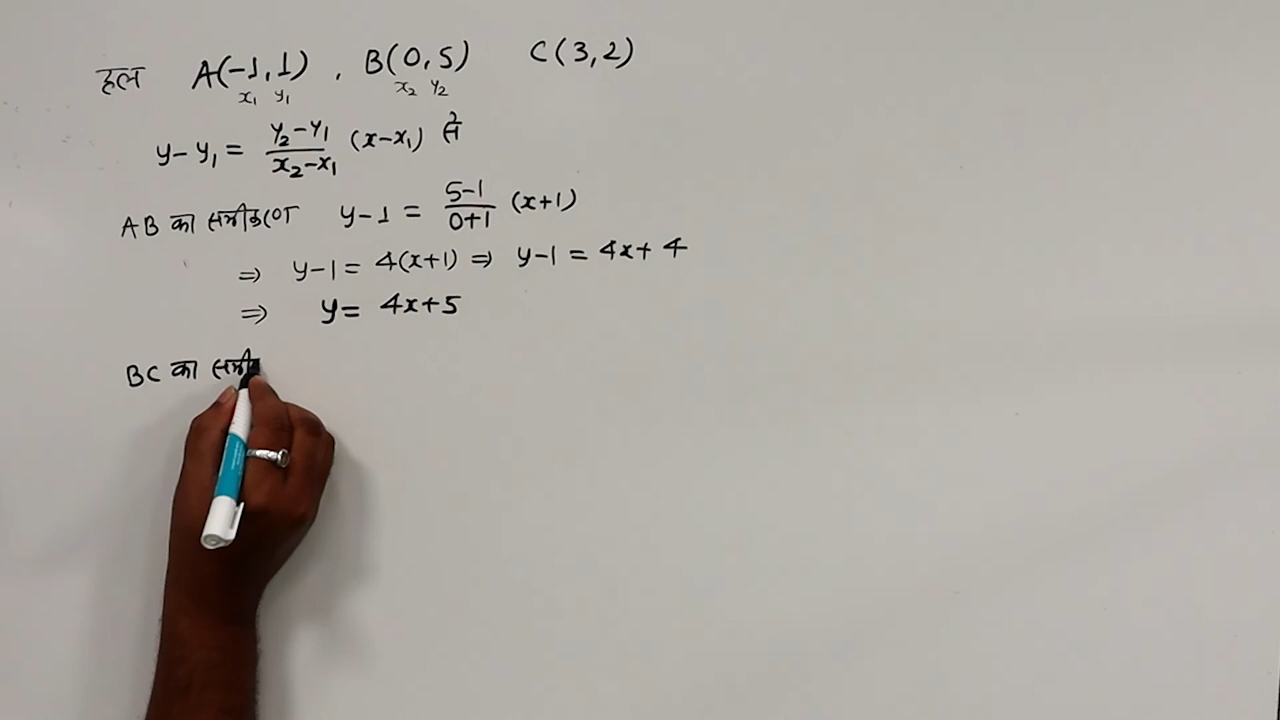 हल A(-1,1) , B(0,5) C(3,2)
x₁ y₁ x₂ y₂
y-y₁ = y₂-y₁/x₂-x₁ (x-x₁) से
AB का समीकरण y-1 = 5-1/0+1 (x+1)
⇒ y-1 = 4(x+1) ⇒ y-1 = 4x+4
⇒ y= 4x+5
BC का